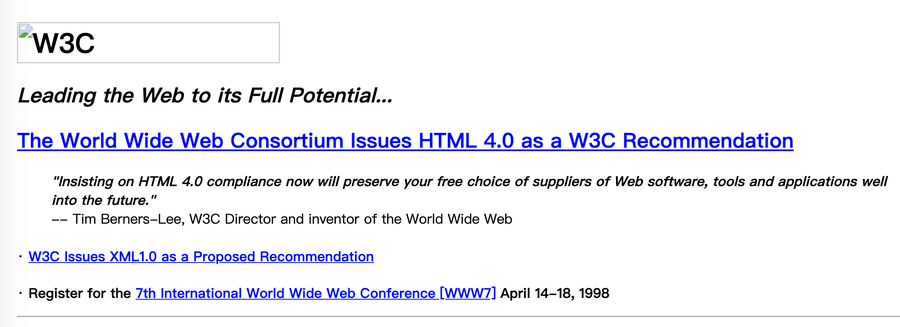 W3C
Leading the Web to its Full Potential...
The World Wide Web Consortium Issues HTML 4.0 as a W3C Recommendation
"Insisting on HTML 4.0 compliance now will preserve your free choice of suppliers of Web software, tools and applications well
into the future."
–– Tim Berners–Lee, W3C Director and inventor of the World Wide Web
· W3C Issues XML1.0 as a Proposed Recommendation
· Register for the 7th International World Wide Web Conference [WWW7] April 14–18, 1998